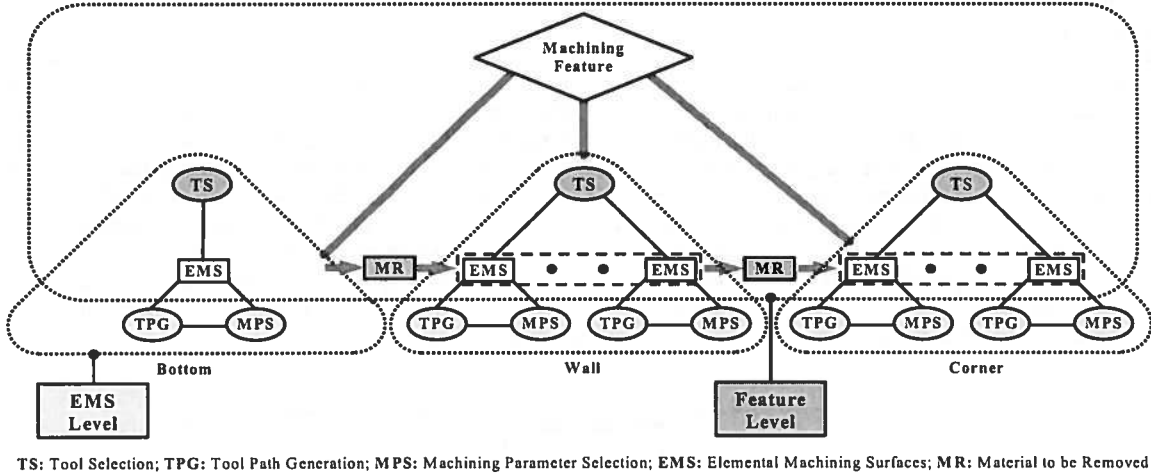 Machining
Feature
TS
TS
TS
EMS
MR
EMS
EMS
MR
EMS
EMS
TPG
MPS
TPG
MPS
TPG
MPS
TPG
MPS
TPG
MPS
Bottom
Wall
Corner
EMS
Level
Feature
Level
TS: Tool Selection; TPG: Tool Path Generation; MPS: Machining Parameter Selection; EMS: Elemental Machining Surfaces; MR: Material to be Removed